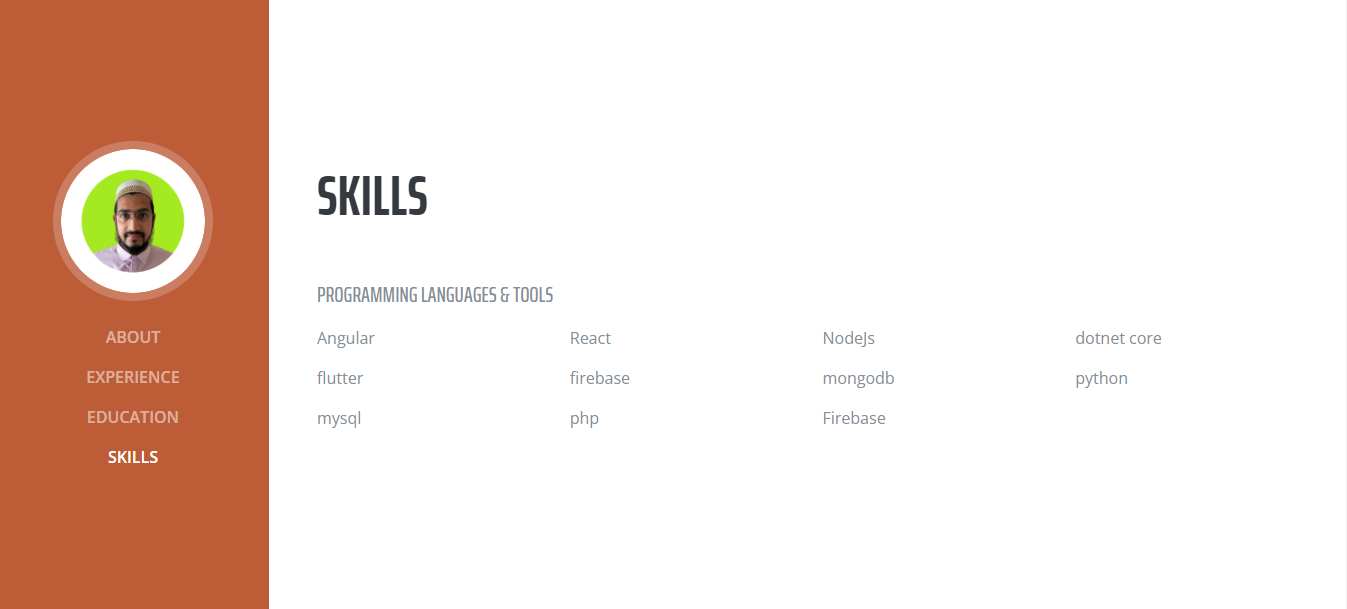 ABOUT
EXPERIENCE
EDUCATION
SKILLS
SKILLS
PROGRAMMING LANGUAGES & TOOLS
Angular React NodeJs dotnet core
flutter firebase mongodb python
mysql php Firebase